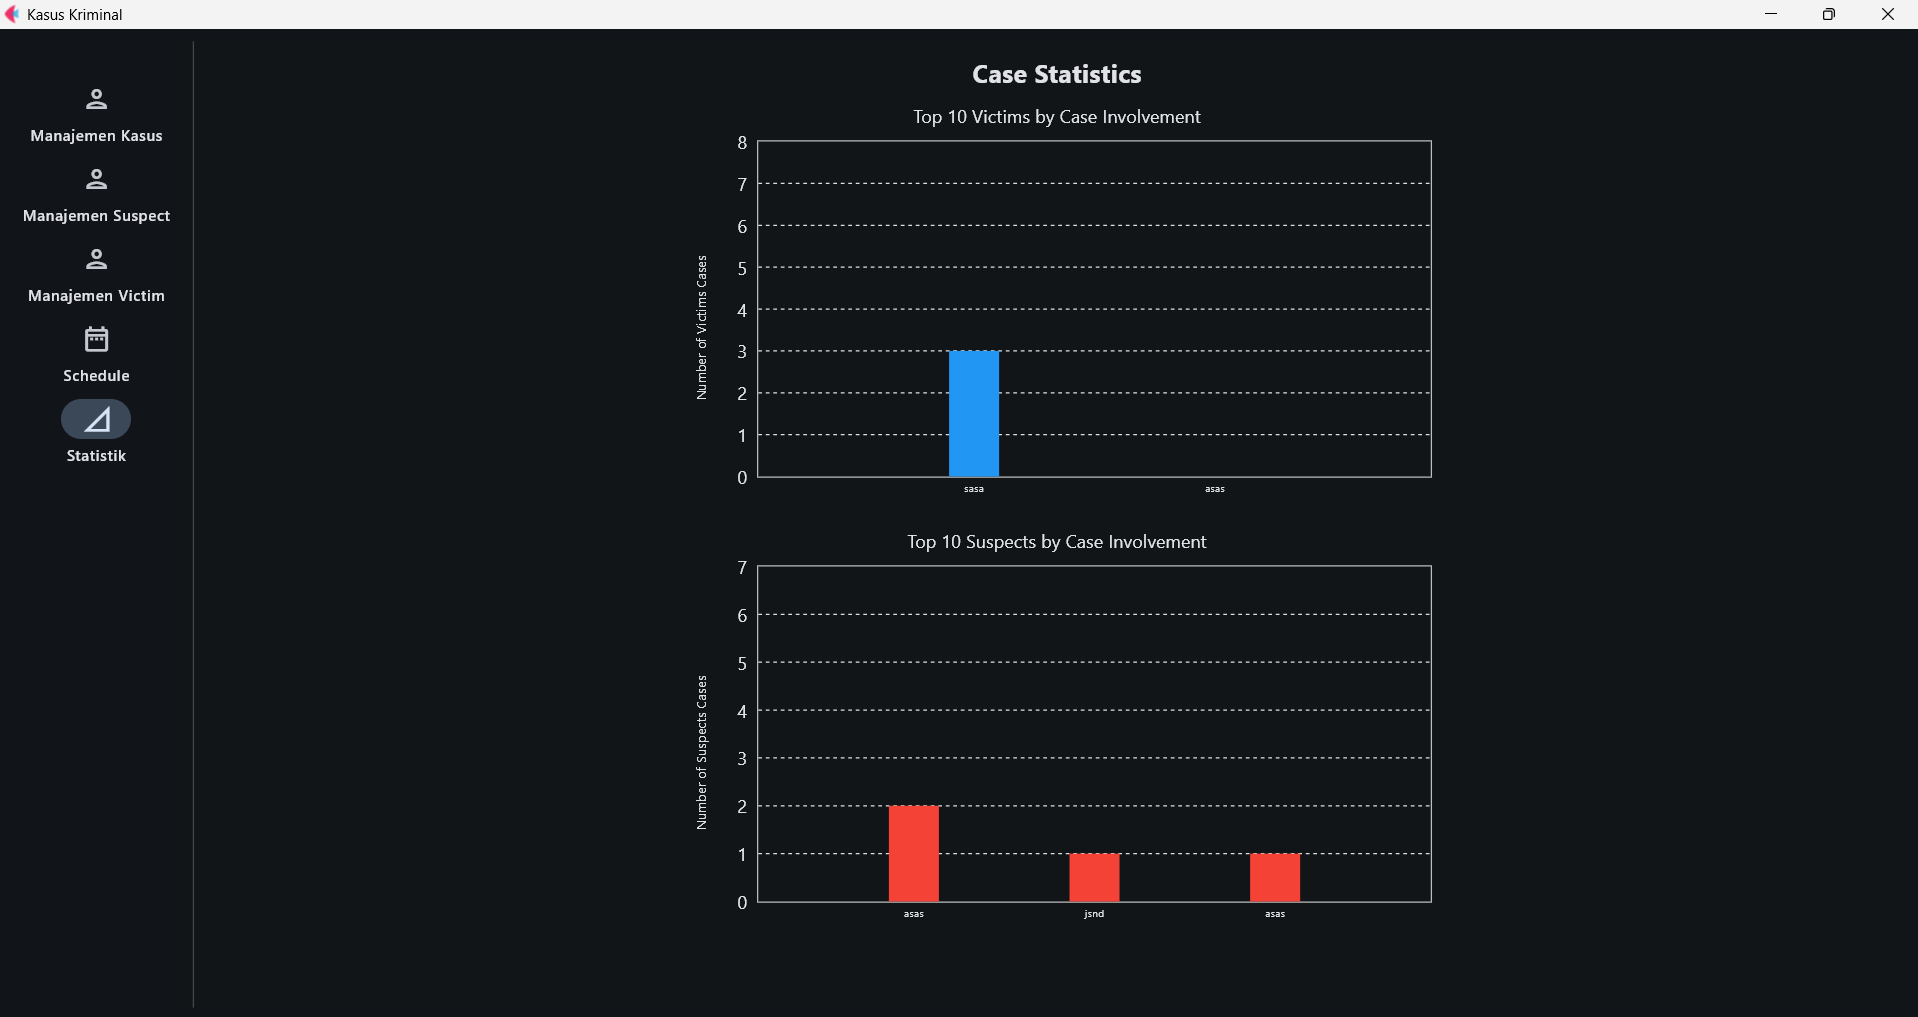 Kasus Kriminal
Manajemen Kasus
Manajemen Suspect
Manajemen Victim
Schedule
Statistik
Case Statistics
Top 10 Victims by Case Involvement
Number of Victims Cases
8
7
6
5
4
3
2
1
0
sasa asas
Top 10 Suspects by Case Involvement
Number of Suspects Cases
7
6
5
4
3
2
1
0
asas jsnd asas